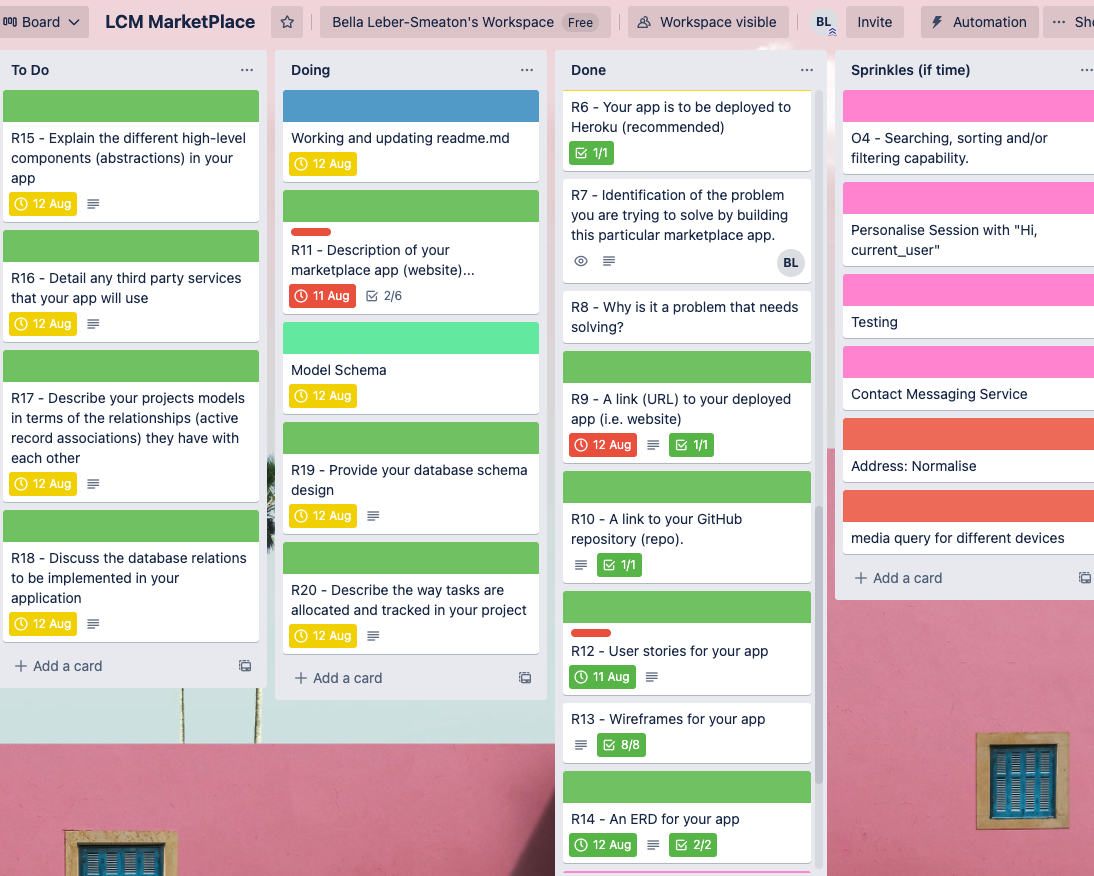 Board
LCM MarketPlace
Bella Leber-Smeaton's Workspace Free
Workspace visible
BL
Invite
Automation
To Do
R15 - Explain the different high-level
components (abstractions) in your
app
12 Aug
R16 - Detail any third party services
that your app will use
12 Aug
R17 - Describe your projects models
in terms of the relationships (active
record associations) they have with
each other
12 Aug
R18 - Discuss the database relations
to be implemented in your
application
12 Aug
+ Add a card
Doing
Working and updating readme.md
12 Aug
R11 - Description of your
marketplace app (website)...
11 Aug 2/6
Model Schema
12 Aug
R19 - Provide your database schema
design
12 Aug
R20 - Describe the way tasks are
allocated and tracked in your project
12 Aug
+ Add a card
Done
R6 - Your app is to be deployed to
Heroku (recommended)
1/1
R7 - Identification of the problem
you are trying to solve by building
this particular marketplace app.
BL
R8 - Why is it a problem that needs
solving?
R9 - A link (URL) to your deployed
app (i.e. website)
12 Aug 1/1
R10 - A link to your GitHub
repository (repo).
1/1
R12 - User stories for your app
11 Aug
R13 - Wireframes for your app
8/8
R14 - An ERD for your app
12 Aug 2/2
Sprinkles (if time)
O4 - Searching, sorting and/or
filtering capability.
Personalise Session with "Hi,
current_user"
Testing
Contact Messaging Service
Address: Normalise
media query for different devices
+ Add a card